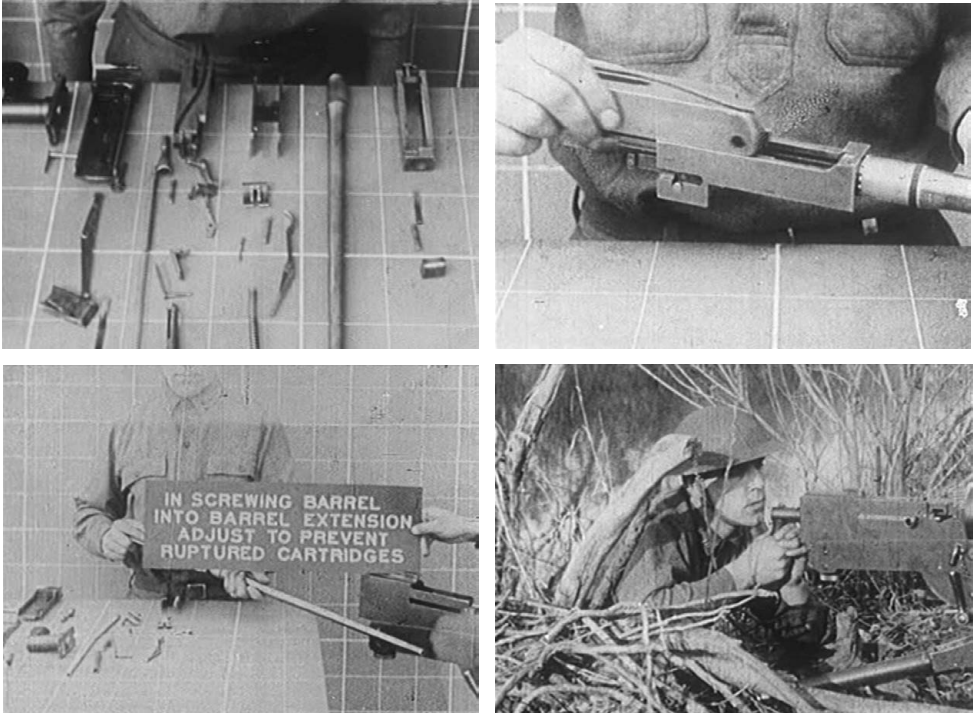 IN SCREWING BARREL
INTO BARREL EXTENSION
ADJUST TO PREVENT
RUPTURED CARTRIDGES